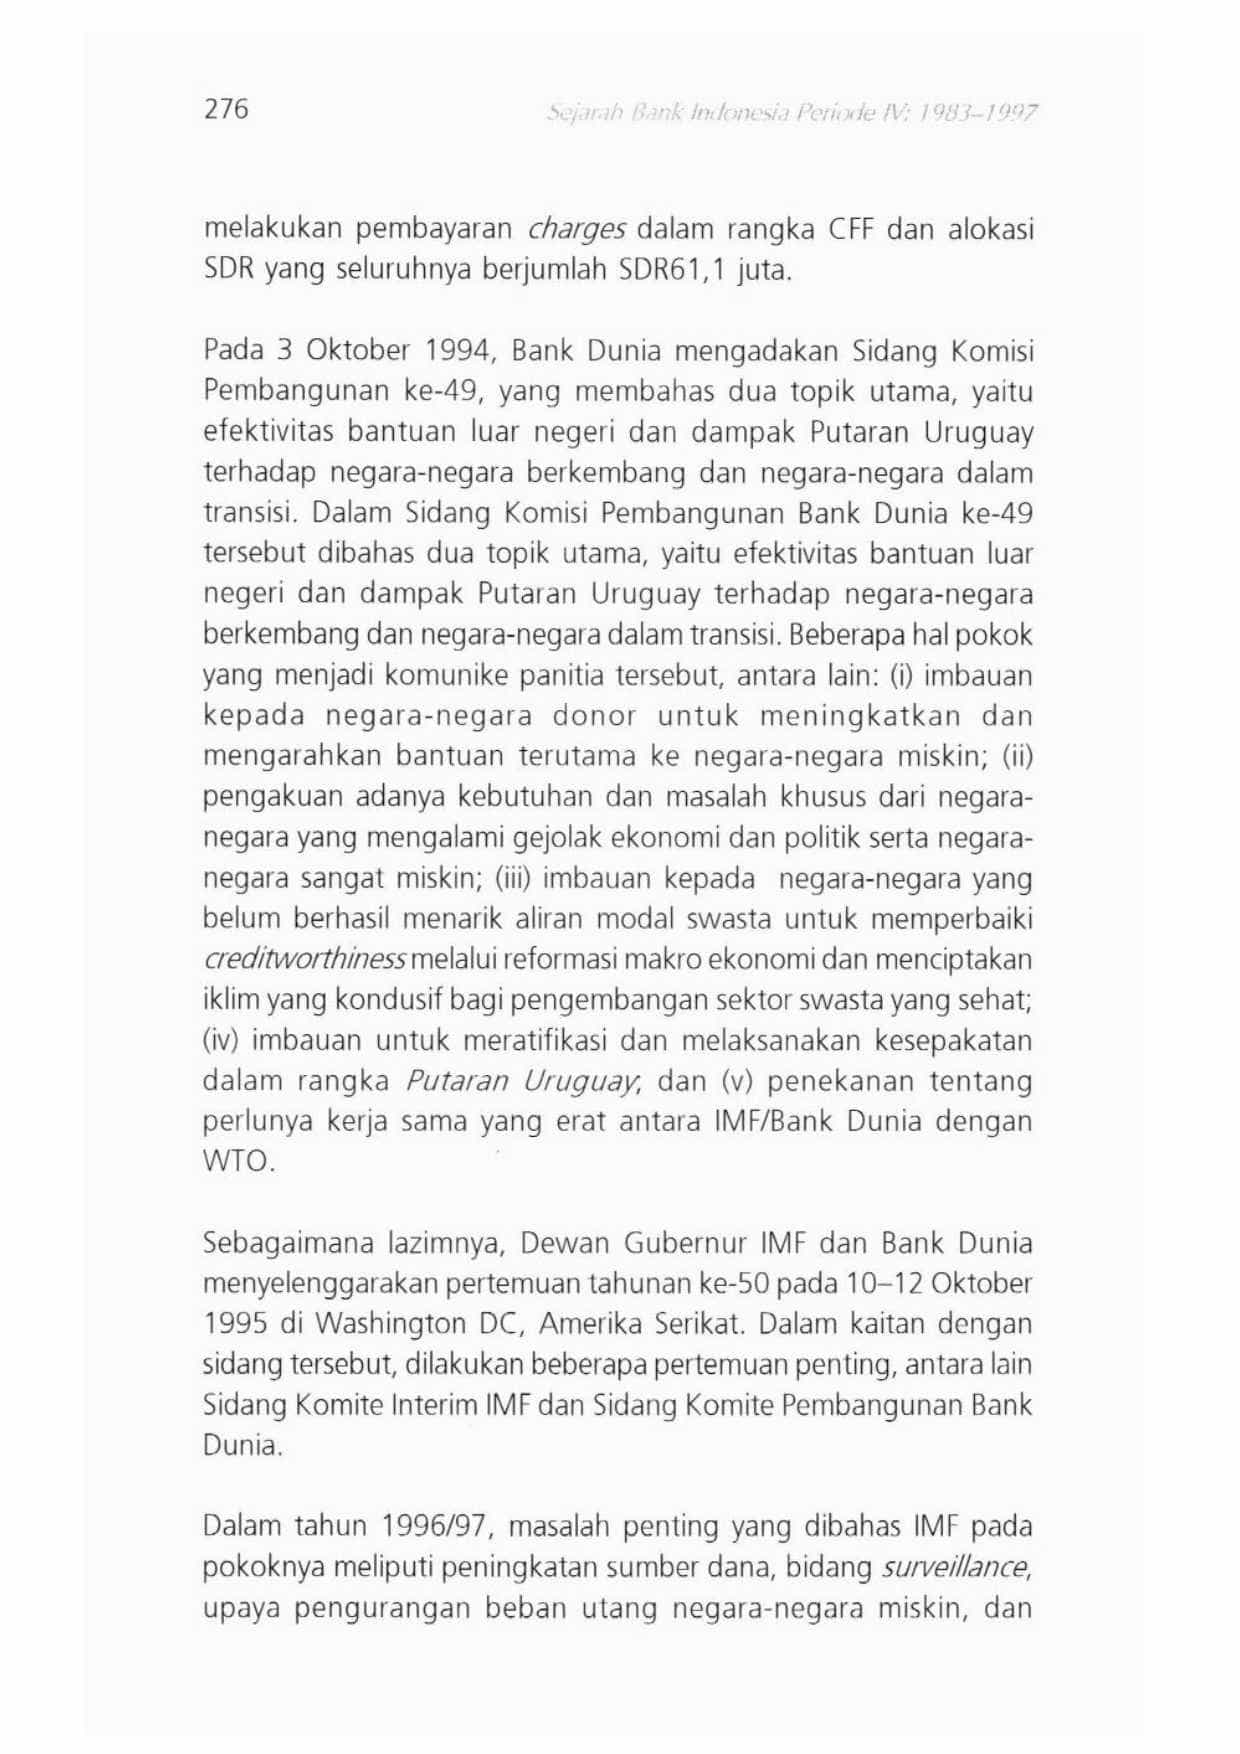 276
Sejarah Bank Indonesia Periode IV: 1983–1997
melakukan pembayaran charges dalam rangka CFF dan alokasi
SDR yang seluruhnya berjumlah SDR61,1 juta.
Pada 3 Oktober 1994, Bank Dunia mengadakan Sidang Komisi
Pembangunan ke-49, yang membahas dua topik utama, yaitu
efektivitas bantuan luar negeri dan dampak Putaran Uruguay
terhadap negara-negara berkembang dan negara-negara dalam
transisi. Dalam Sidang Komisi Pembangunan Bank Dunia ke-49
tersebut dibahas dua topik utama, yaitu efektivitas bantuan luar
negeri dan dampak Putaran Uruguay terhadap negara-negara
berkembang dan negara-negara dalam transisi. Beberapa hal pokok
yang menjadi komunike panitia tersebut, antara lain: (i) imbauan
kepada negara-negara donor untuk meningkatkan dan
mengarahkan bantuan terutama ke negara-negara miskin; (ii)
pengakuan adanya kebutuhan dan masalah khusus dari negara-
negara yang mengalami gejolak ekonomi dan politik serta negara-
negara sangat miskin; (iii) imbauan kepada negara-negara yang
belum berhasil menarik aliran modal swasta untuk memperbaiki
creditworthiness melalui reformasi makro ekonomi dan menciptakan
iklim yang kondusif bagi pengembangan sektor swasta yang sehat;
(iv) imbauan untuk meratifikasi dan melaksanakan kesepakatan
dalam rangka Putaran Uruguay; dan (v) penekanan tentang
perlunya kerja sama yang erat antara IMF/Bank Dunia dengan
WTO.
Sebagaimana lazimnya, Dewan Gubernur IMF dan Bank Dunia
menyelenggarakan pertemuan tahunan ke-50 pada 10–12 Oktober
1995 di Washington DC, Amerika Serikat. Dalam kaitan dengan
sidang tersebut, dilakukan beberapa pertemuan penting, antara lain
Sidang Komite Interim IMF dan Sidang Komite Pembangunan Bank
Dunia.
Dalam tahun 1996/97, masalah penting yang dibahas IMF pada
pokoknya meliputi peningkatan sumber dana, bidang surveillance,
upaya pengurangan beban utang negara-negara miskin, dan